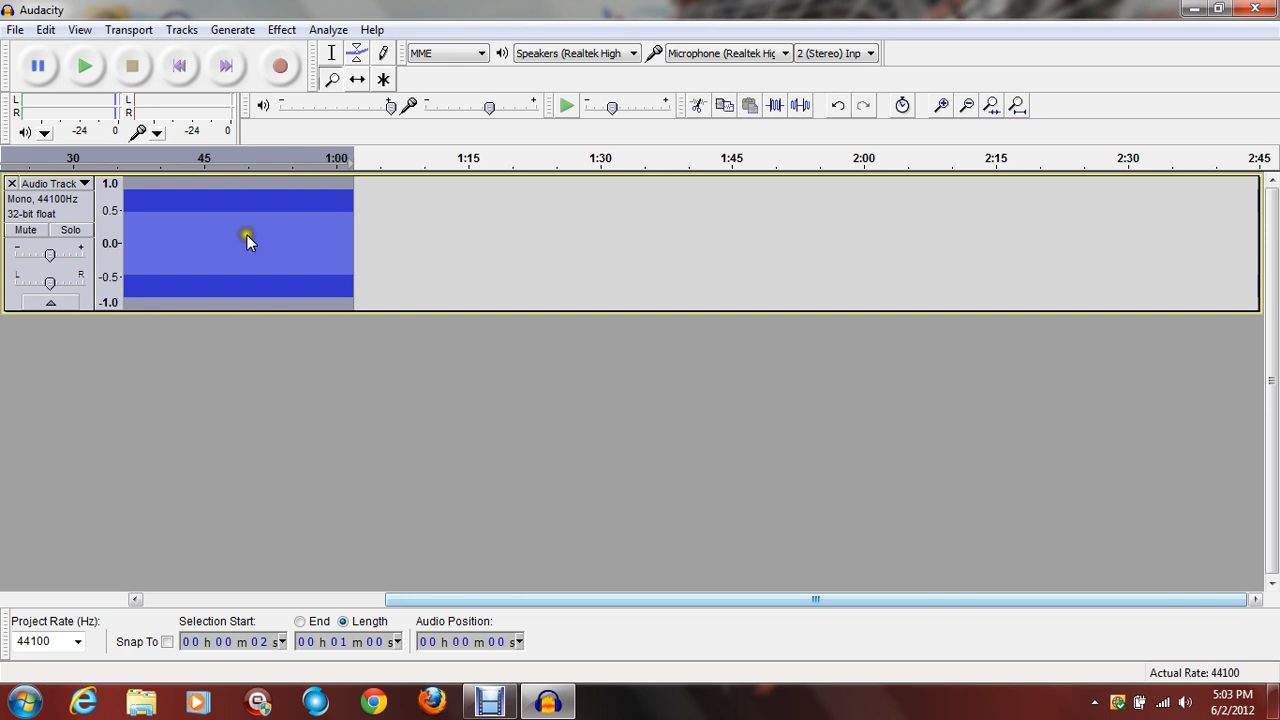 Audacity
File Edit View Transport Tracks Generate Effect Analyze Help
MME Speakers (Realtek High Microphone (Realtek Hig 2 (Stereo) Inp
L L
R R
-24 0 -24 0
- + - + - +
30 45 1:00 1:15 1:30 1:45 2:00 2:15 2:30 2:45
Audio Track 1.0
Mono, 44100Hz
32-bit float 0.5
Mute Solo
- + 0.0
L R -0.5
-1.0
Project Rate (Hz): Selection Start: End Length Audio Position:
44100 Snap To 00 h 00 m 02 s 00 h 01 m 00 s 00 h 00 m 00 s
Actual Rate: 44100
5:03 PM
6/2/2012